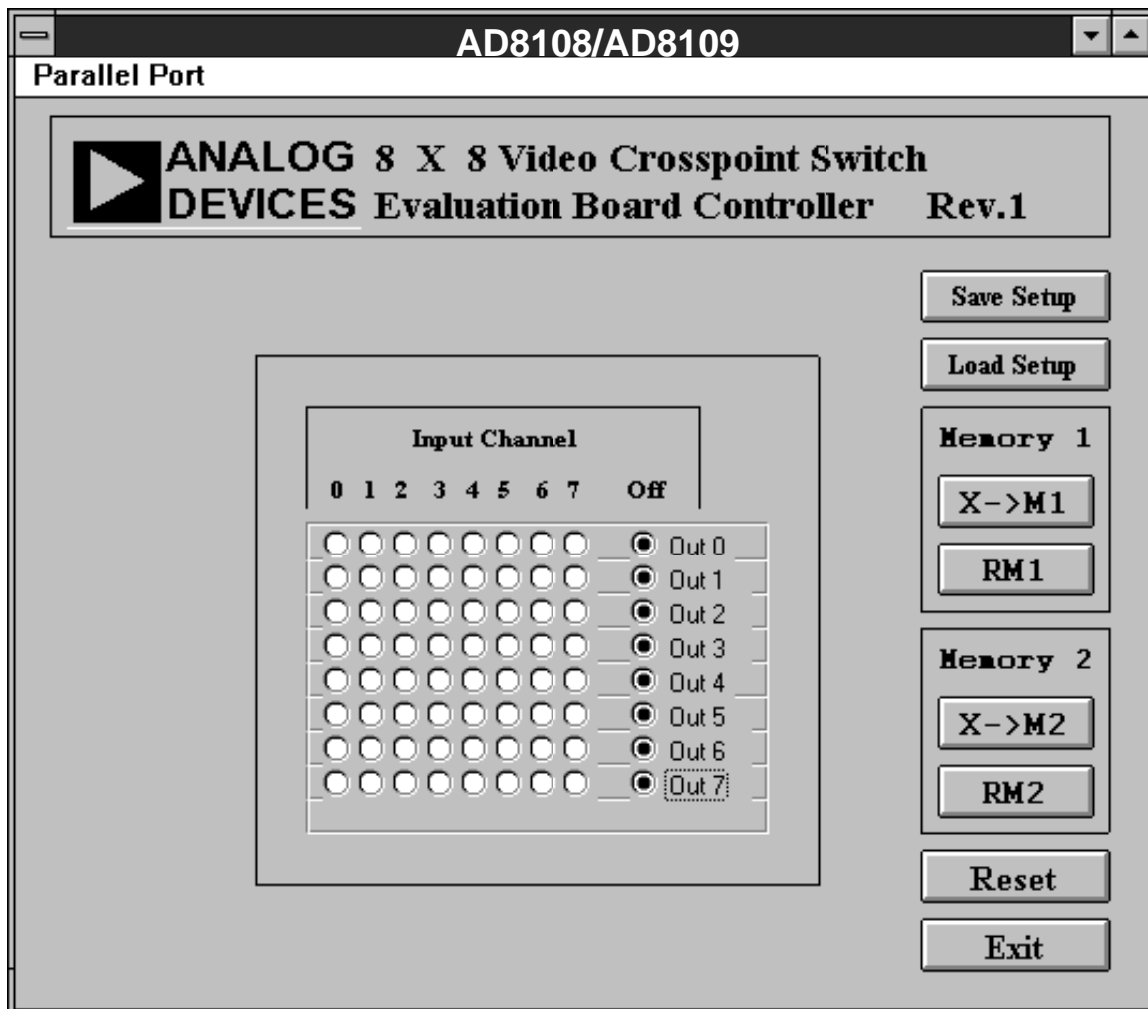 AD8108/AD8109
Parallel Port
ANALOG DEVICES
8 X 8 Video Crosspoint Switch
Evaluation Board Controller Rev.1
Save Setup
Load Setup
Input Channel
0 1 2 3 4 5 6 7 Off
Out 0
Out 1
Out 2
Out 3
Out 4
Out 5
Out 6
Out 7
Memory 1
X->M1
RM1
Memory 2
X->M2
RM2
Reset
Exit